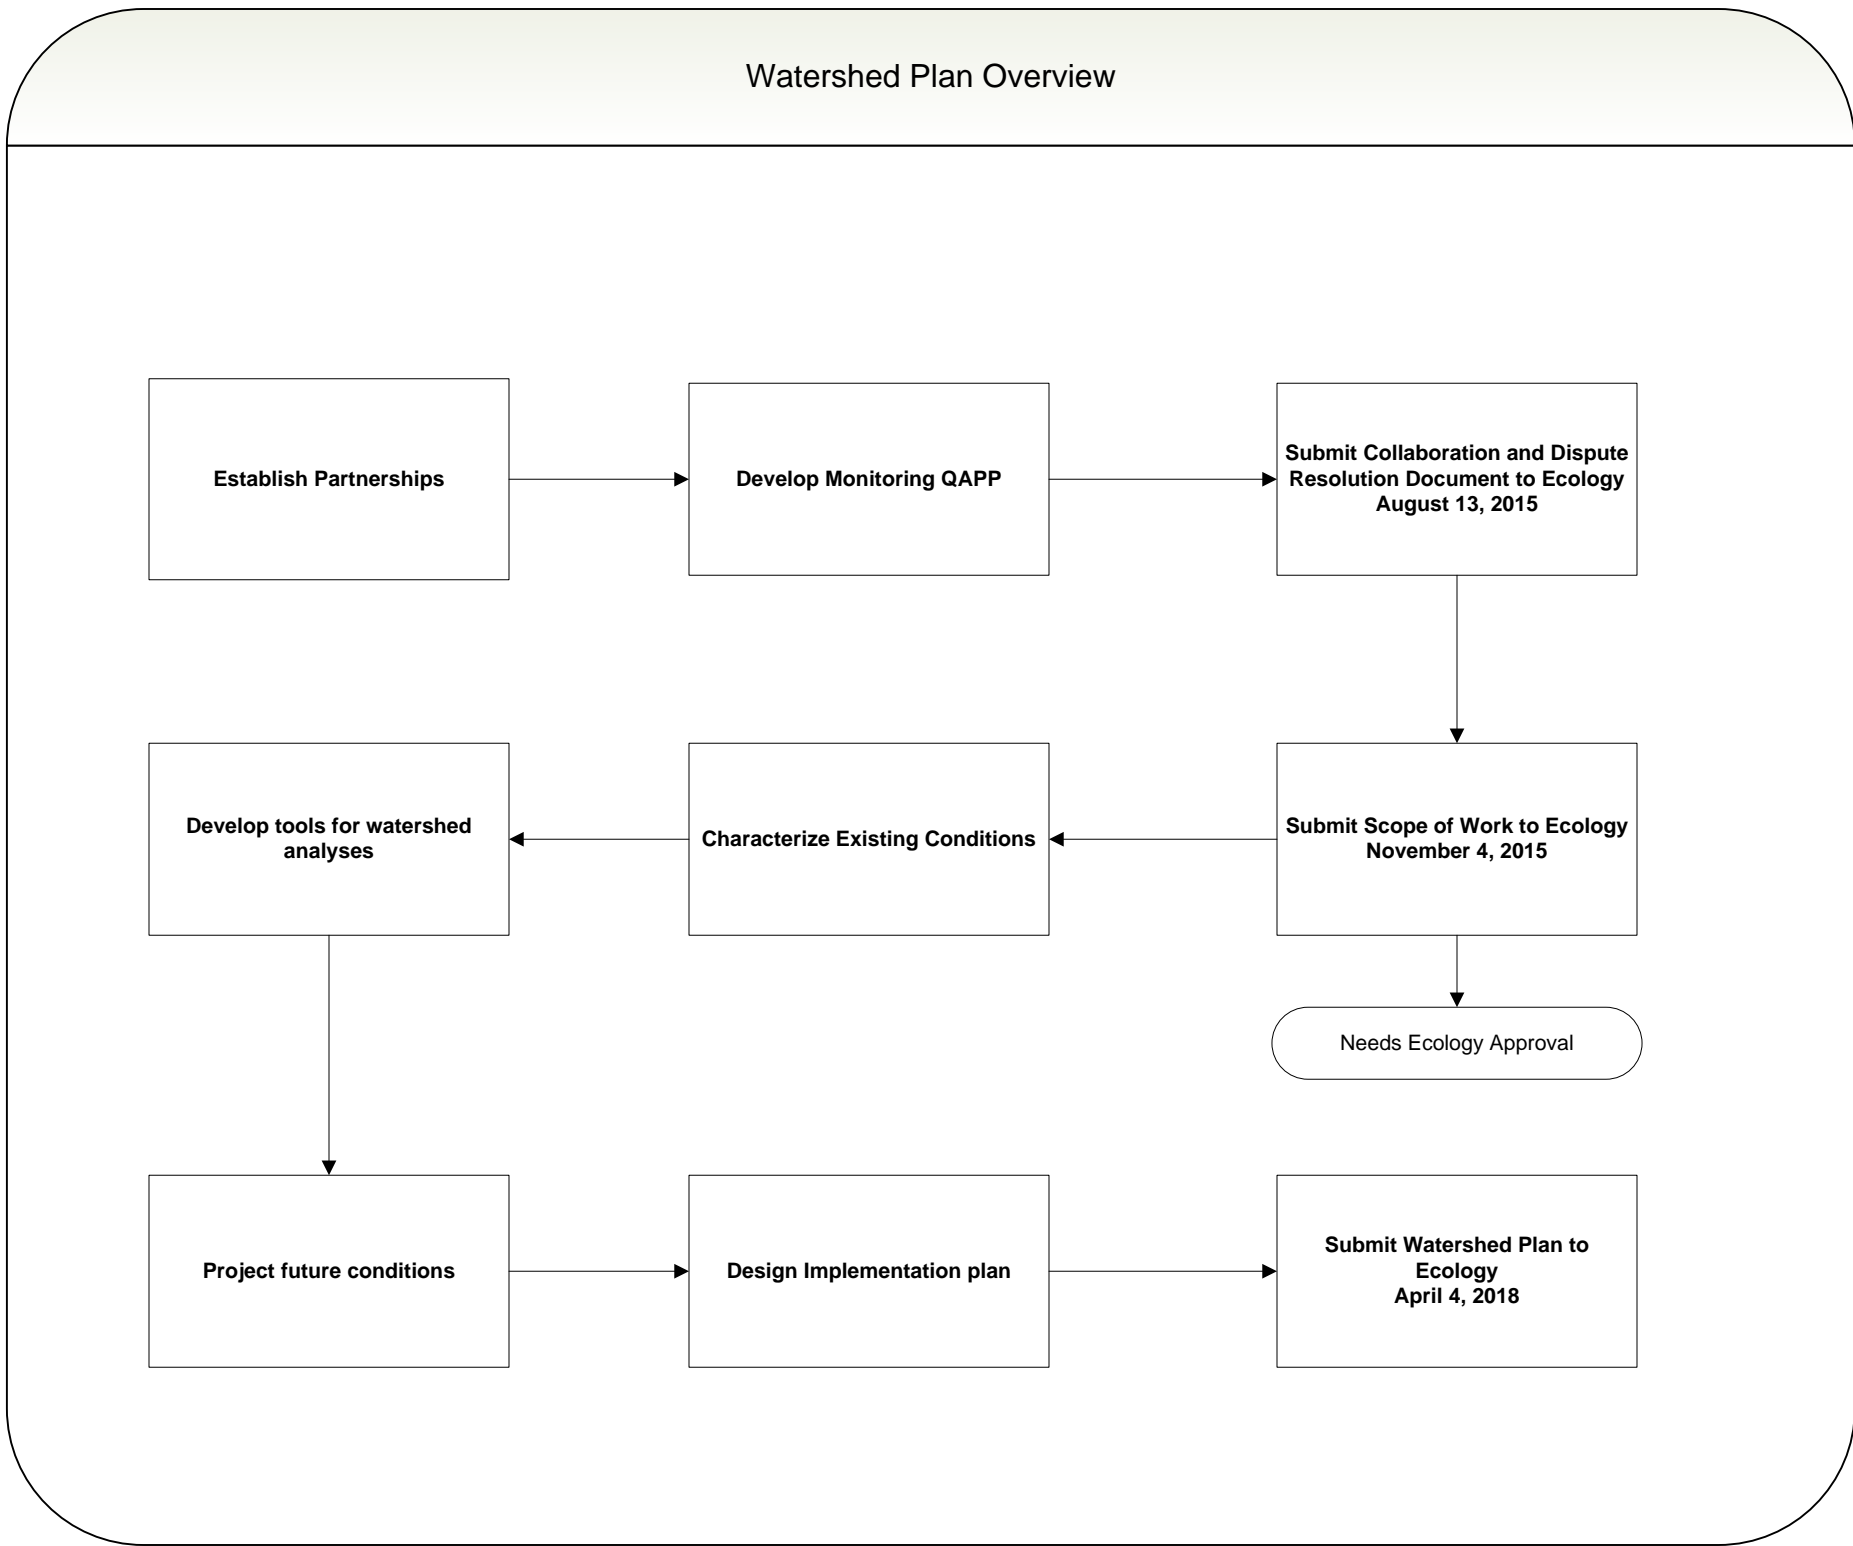 Watershed Plan Overview
Establish Partnerships
Develop Monitoring QAPP
Submit Collaboration and Dispute
Resolution Document to Ecology
August 13, 2015
Develop tools for watershed
analyses
Characterize Existing Conditions
Submit Scope of Work to Ecology
November 4, 2015
Needs Ecology Approval
Project future conditions
Design Implementation plan
Submit Watershed Plan to
Ecology
April 4, 2018